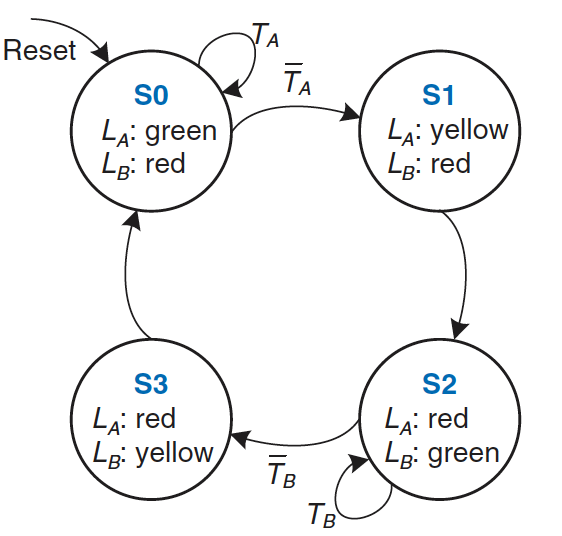 Reset
T_A
T̅_A
S0
L_A: green
L_B: red
S1
L_A: yellow
L_B: red
S3
L_A: red
L_B: yellow
S2
L_A: red
L_B: green
T̅_B
T_B